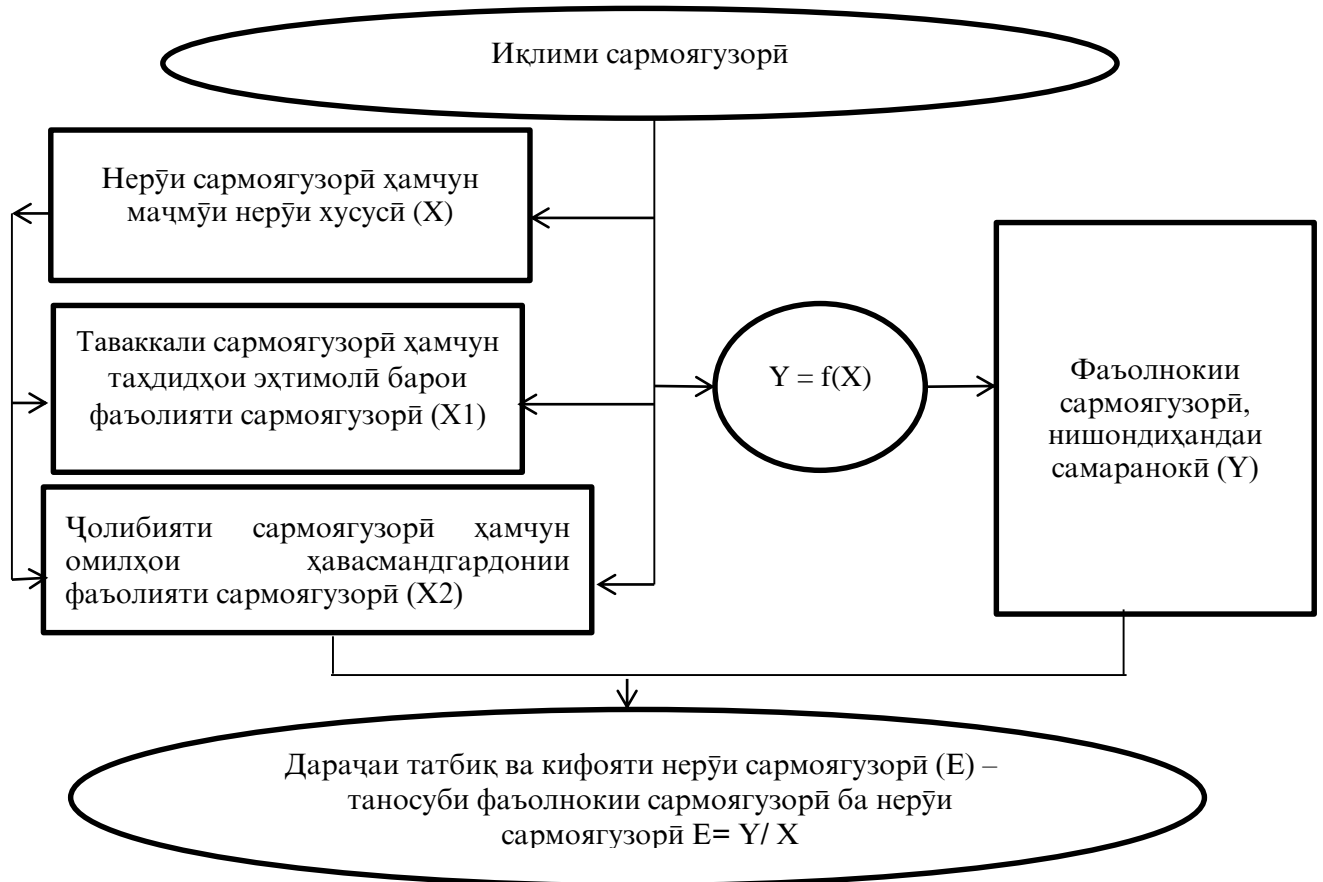 Иқлими сармоягузорӣ
Нерӯи сармоягузорӣ ҳамчун
маҷмӯи нерӯи хусусӣ (X)
Таваккали сармоягузорӣ ҳамчун
таҳдидҳои эҳтимолӣ барои
фаъолияти сармоягузорӣ (X1)
Ҷолибияти сармоягузорӣ ҳамчун
омилҳои ҳавасмандгардонии
фаъолияти сармоягузорӣ (X2)
Y = f(X)
Фаъолнокии
сармоягузорӣ,
нишондиҳандаи
самаранокӣ (Y)
Дараҷаи татбиқ ва кифояти нерӯи сармоягузорӣ (E) –
таносуби фаъолнокии сармоягузорӣ ба нерӯи
сармоягузорӣ E= Y/ X